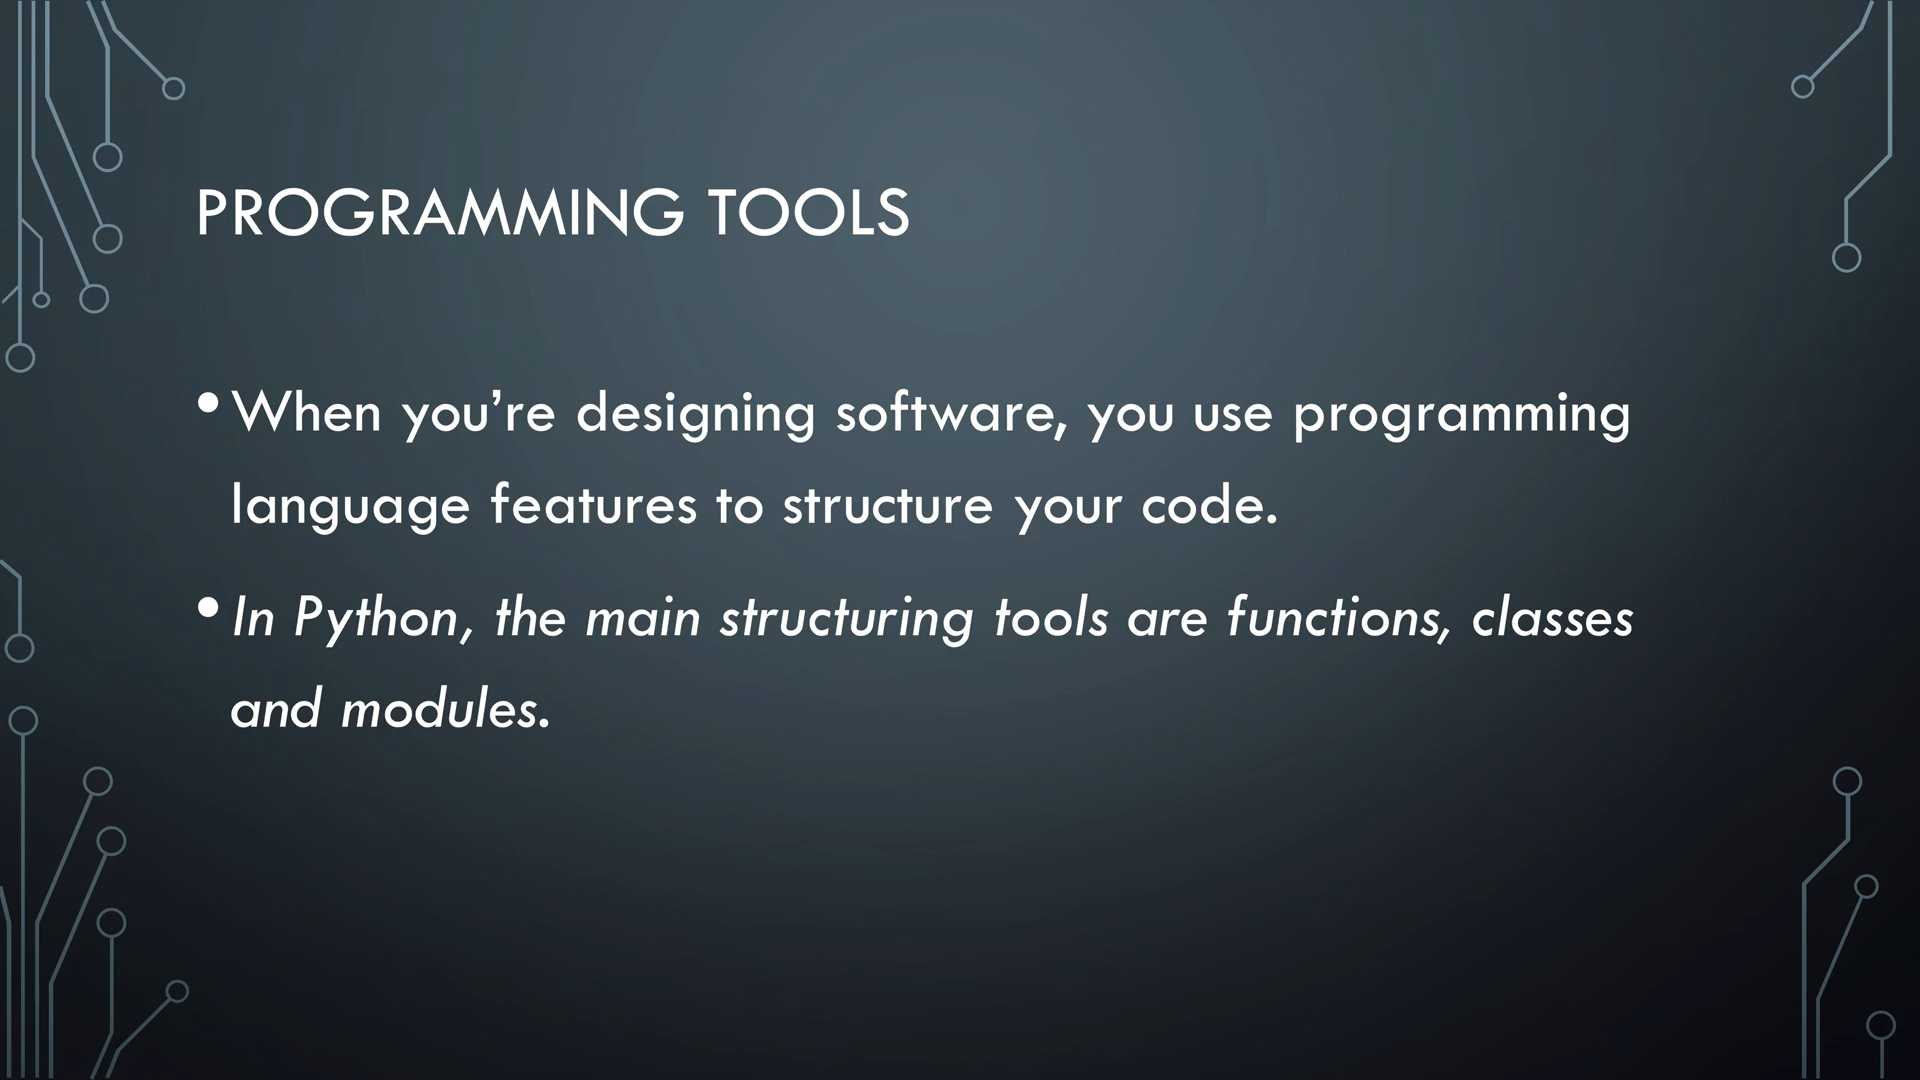 PROGRAMMING TOOLS
• When you’re designing software, you use programming
language features to structure your code.
• In Python, the main structuring tools are functions, classes
and modules.